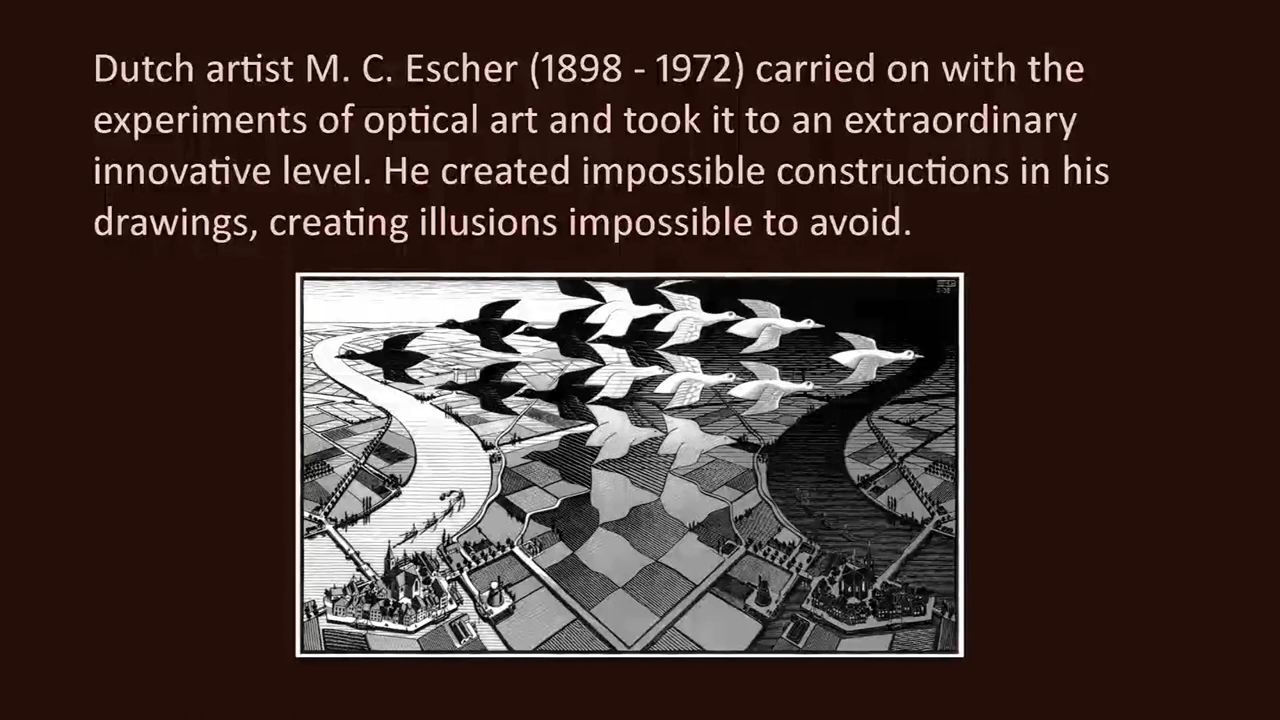 Dutch artist M. C. Escher (1898 - 1972) carried on with the
experiments of optical art and took it to an extraordinary
innovative level. He created impossible constructions in his
drawings, creating illusions impossible to avoid.